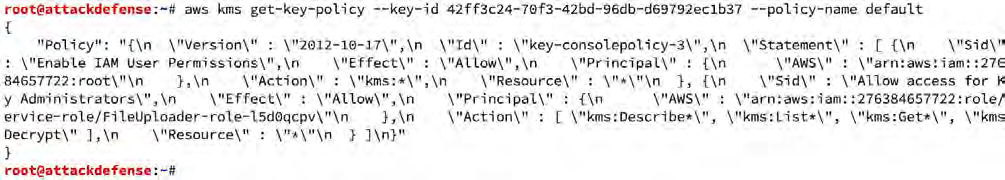 root@attackdefense:~# aws kms get-key-policy --key-id 42ff3c24-70f3-42bd-96db-d69792ec1b37 --policy-name default
{
"Policy": "{\n \"Version\" : \"2012-10-17\",\n \"Id\" : \"key-consolepolicy-3\",\n \"Statement\" : [ {\n \"Sid\"
: \"Enable IAM User Permissions\",\n \"Effect\" : \"Allow\",\n \"Principal\" : {\n \"AWS\" : \"arn:aws:iam::276
84657722:root\"\n },\n \"Action\" : \"kms:*\",\n \"Resource\" : \"*\"\n }, {\n \"Sid\" : \"Allow access for K
y Administrators\",\n \"Effect\" : \"Allow\",\n \"Principal\" : {\n \"AWS\" : \"arn:aws:iam::276384657722:role/
ervice-role/FileUploader-role-l5d0qcpv\"\n },\n \"Action\" : [ \"kms:Describe*\", \"kms:List*\", \"kms:Get*\", \"kms
Decrypt\" ],\n \"Resource\" : \"*\"\n } ]\n}"
}
root@attackdefense:~#